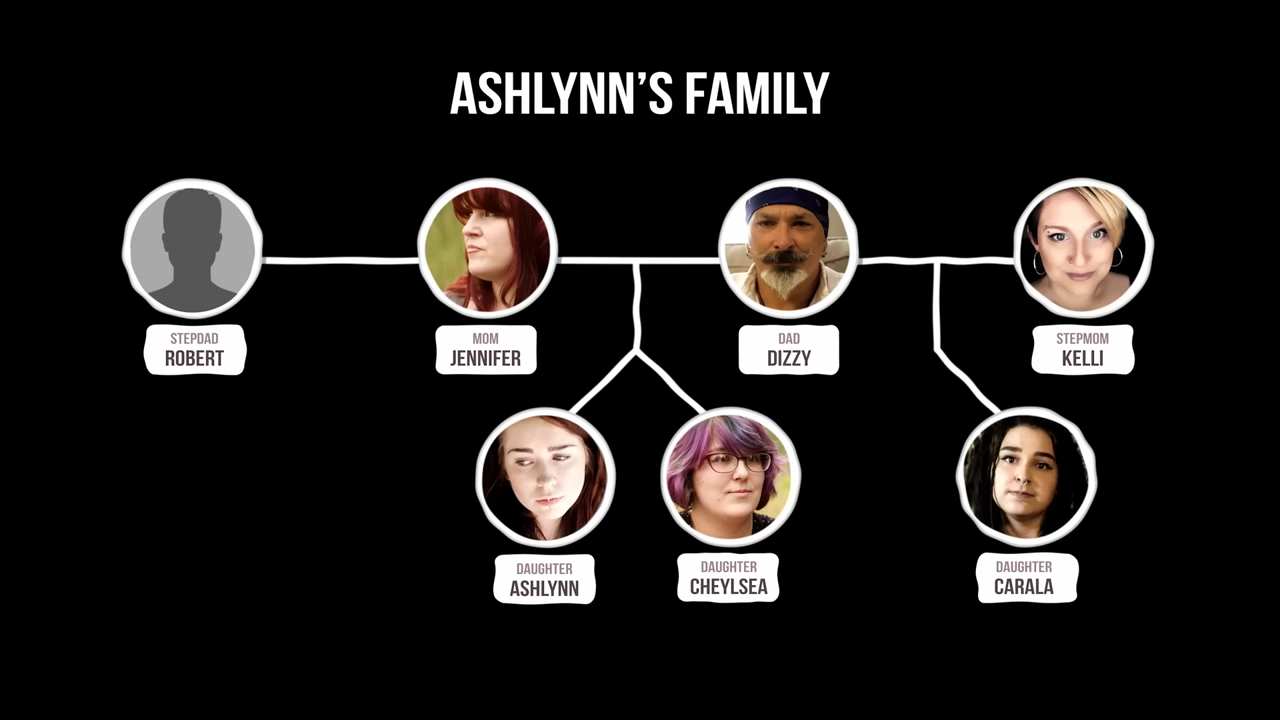 ASHLYNN'S FAMILY
STEPDAD
ROBERT
MOM
JENNIFER
DAD
DIZZY
STEPMOM
KELLI
DAUGHTER
ASHLYNN
DAUGHTER
CHEYLSEA
DAUGHTER
CARALA